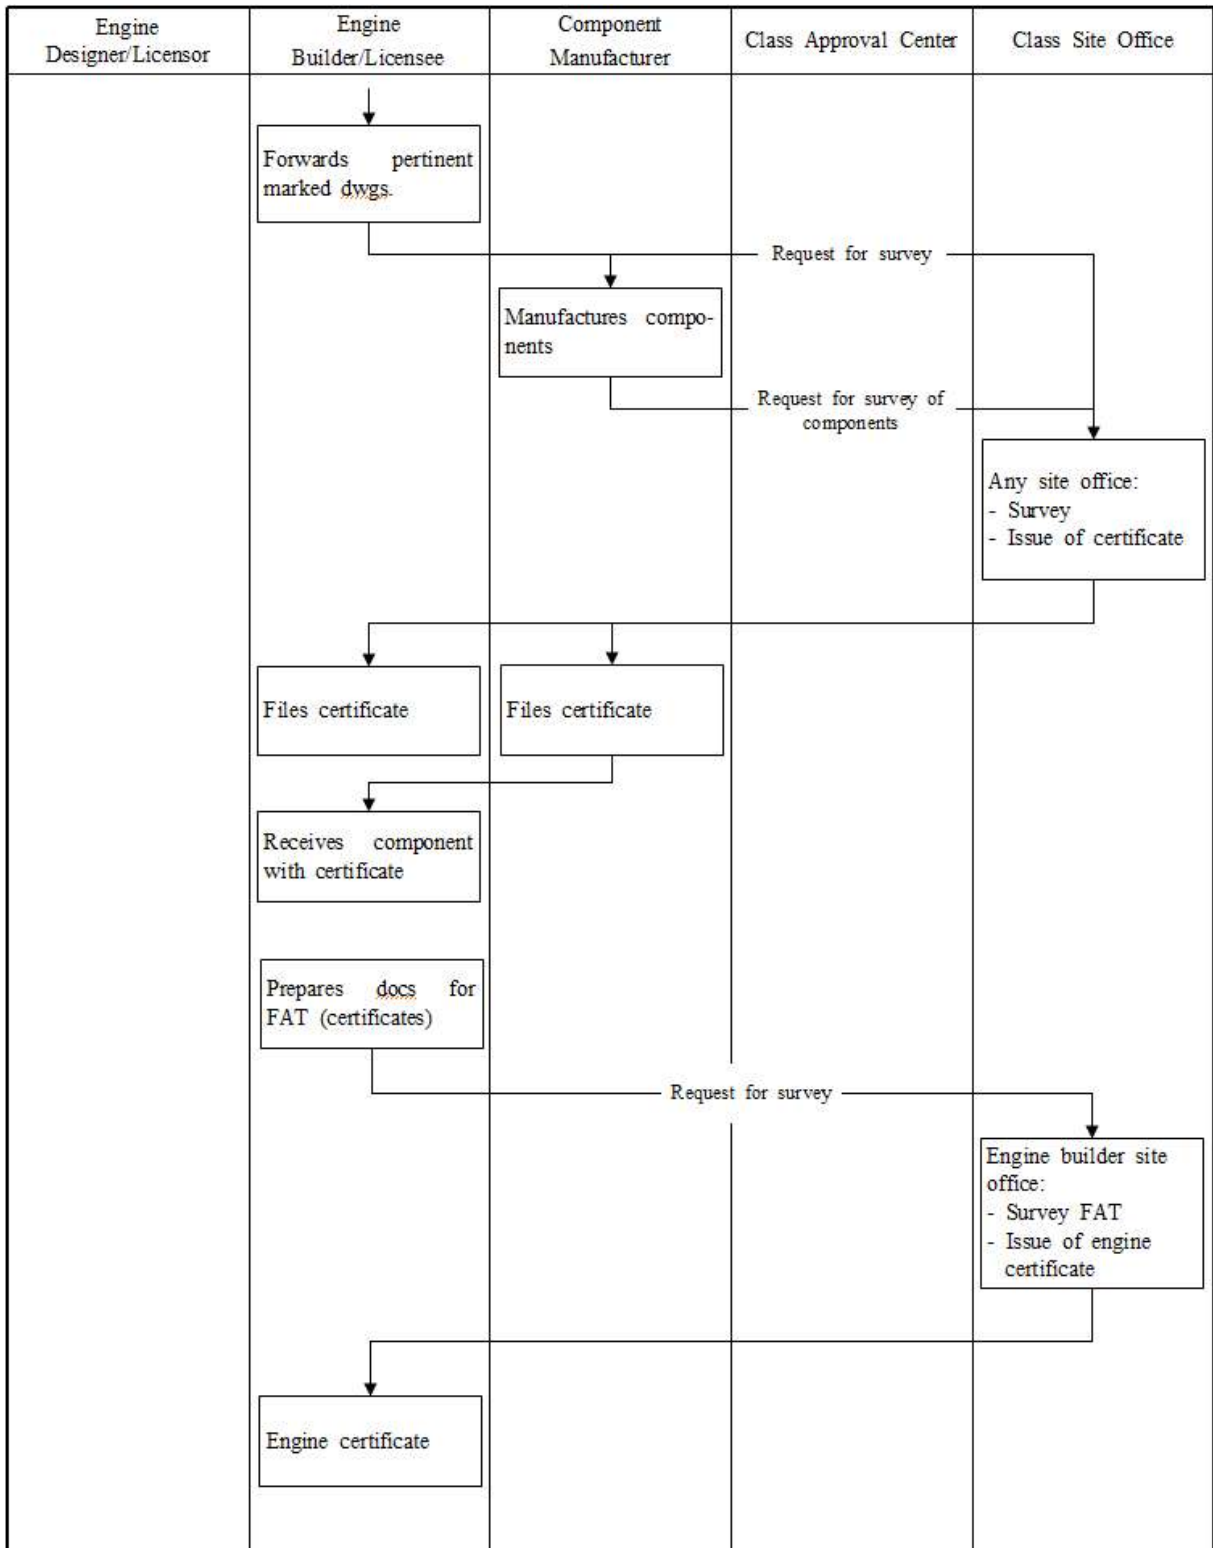 Engine
Designer/Licensor
Engine
Builder/Licensee
Component
Manufacturer
Class Approval Center
Class Site Office
Forwards pertinent
marked dwgs.
Request for survey
Manufactures compo-
nents
Request for survey of
components
Any site office:
- Survey
- Issue of certificate
Files certificate
Files certificate
Receives component
with certificate
Prepares docs for
FAT (certificates)
Request for survey
Engine builder site
office:
- Survey FAT
- Issue of engine
certificate
Engine certificate